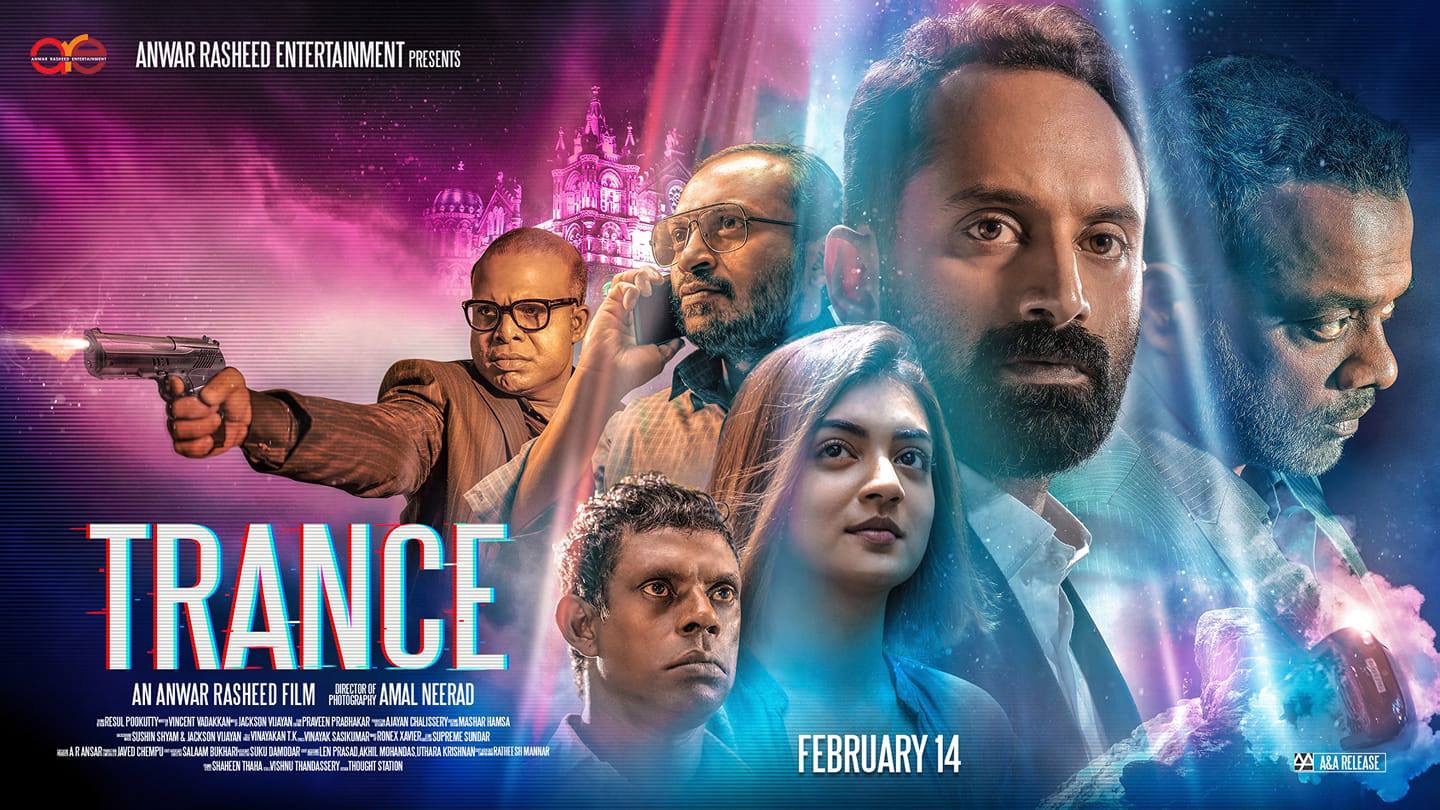 ANWAR RASHEED ENTERTAINMENT
ANWAR RASHEED ENTERTAINMENT PRESENTS
TRANCE
AN ANWAR RASHEED FILM DIRECTOR OF PHOTOGRAPHY AMAL NEERAD
RESUL POOKUTTY VINCENT VADAKKAN JACKSON VIJAYAN PRAVEEN PRABHAKAR AJAYAN CHALISSERY MASHAR HAMSA
SUSHIN SHYAM & JACKSON VIJAYAN VINAYAKAN T.K VINAYAK SASIKUMAR RONEX XAVIER SUPREME SUNDAR
A R ANSAR JAVED CHEMPU SALAAM BUKHARI SUKU DAMODAR LEN PRASAD,AKHIL MOHANDAS,UTHARA KRISHNAN RATHEESH MANNAR
SHAHEEN THAHA VISHNU THANDASSERY THOUGHT STATION
FEBRUARY 14
A&A RELEASE